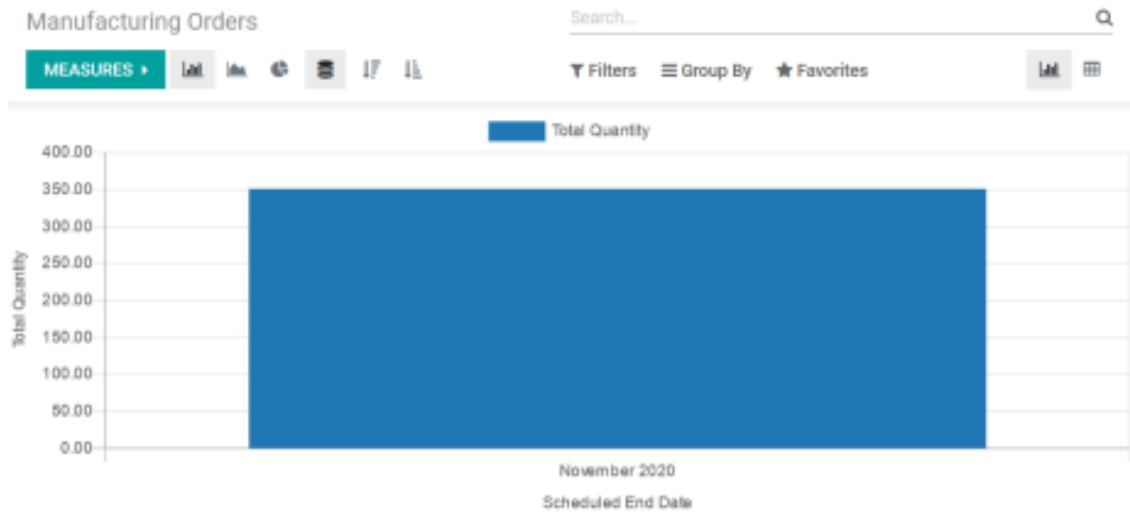 Manufacturing Orders
Search...
MEASURES
Filters
Group By
Favorites
Total Quantity
400.00
350.00
300.00
250.00
200.00
150.00
100.00
50.00
0.00
Total Quantity
November 2020
Scheduled End Date